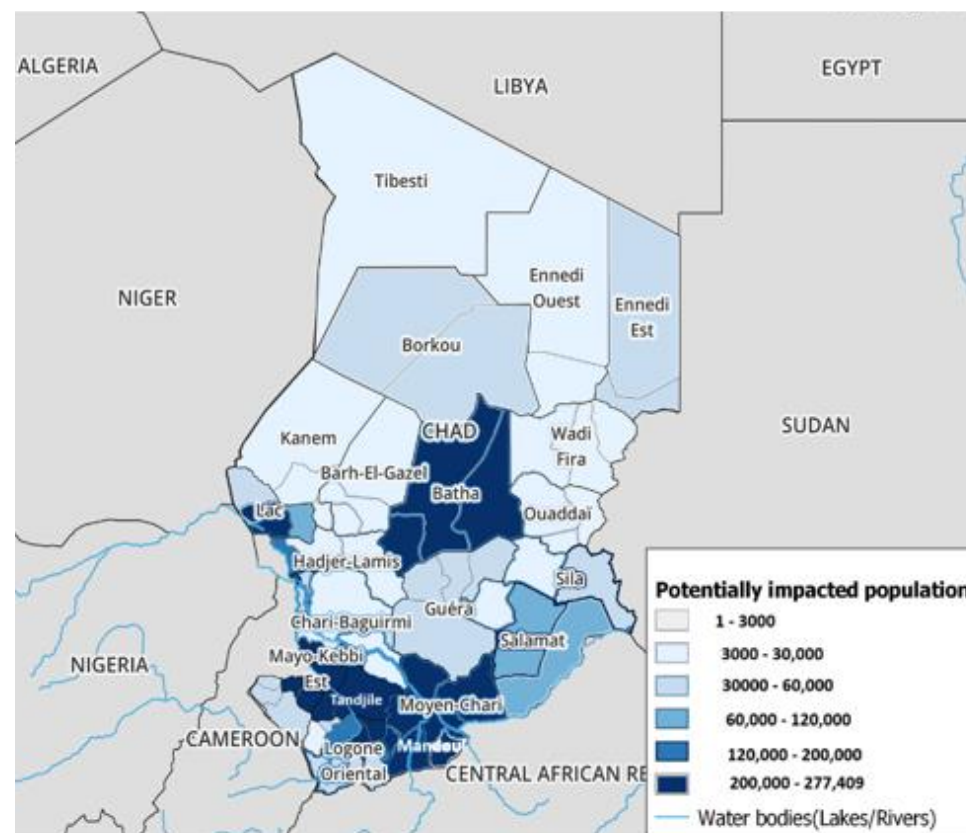 ALGERIA
LIBYA
EGYPT
Tibesti
NIGER
Ennedi
Ouest
Ennedi
Est
Borkou
SUDAN
Kanem
CHAD
Wadi
Fira
Barh-El-Gazel
Batha
Lac
Ouaddaï
Hadjer-Lamis
Sila
Guéra
Chari-Baguirmi
Salamat
NIGERIA
Mayo-Kebbi
Est
Tandjile
Moyen-Chari
CAMEROON
Logone
Oriental
Mandoul
CENTRAL AFRICAN RE
Potentially impacted population
1 - 3000
3000 - 30,000
30000 - 60,000
60,000 - 120,000
120,000 - 200,000
200,000 - 277,409
Water bodies(Lakes/Rivers)